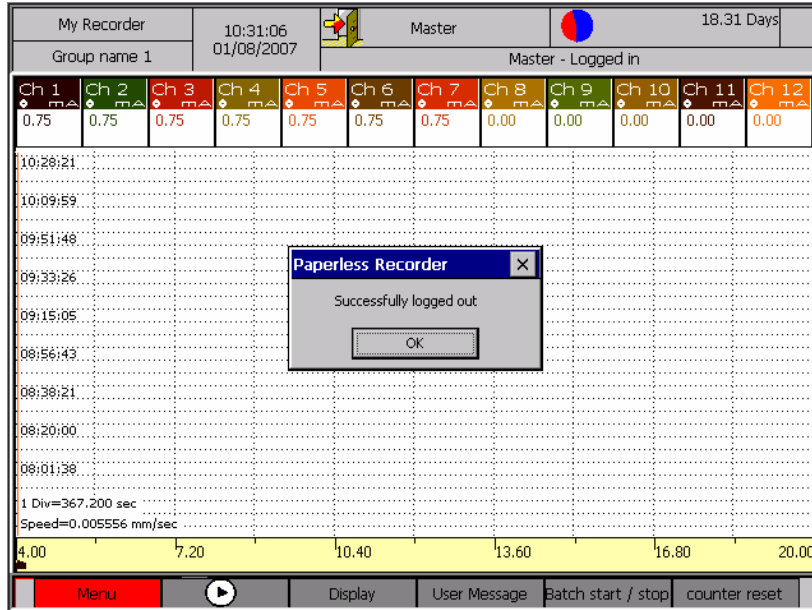 My Recorder
10:31:06
Master
18.31 Days
Group name 1
01/08/2007
Master - Logged in
Ch 1 Ch 2 Ch 3 Ch 4 Ch 5 Ch 6 Ch 7 Ch 8 Ch 9 Ch 10 Ch 11 Ch 12
mA mA mA mA mA mA mA mA mA mA mA mA
0.75 0.75 0.75 0.75 0.75 0.75 0.75 0.00 0.00 0.00 0.00 0.00
10:28:21
10:09:59
09:51:48
09:33:26
09:15:05
08:56:43
08:38:21
08:20:00
08:01:38
Paperless Recorder
Successfully logged out
OK
1 Div=367.200 sec
Speed=0.005556 mm/sec
4.00 7.20 10.40 13.60 16.80 20.00
Menu Display User Message Batch start / stop counter reset